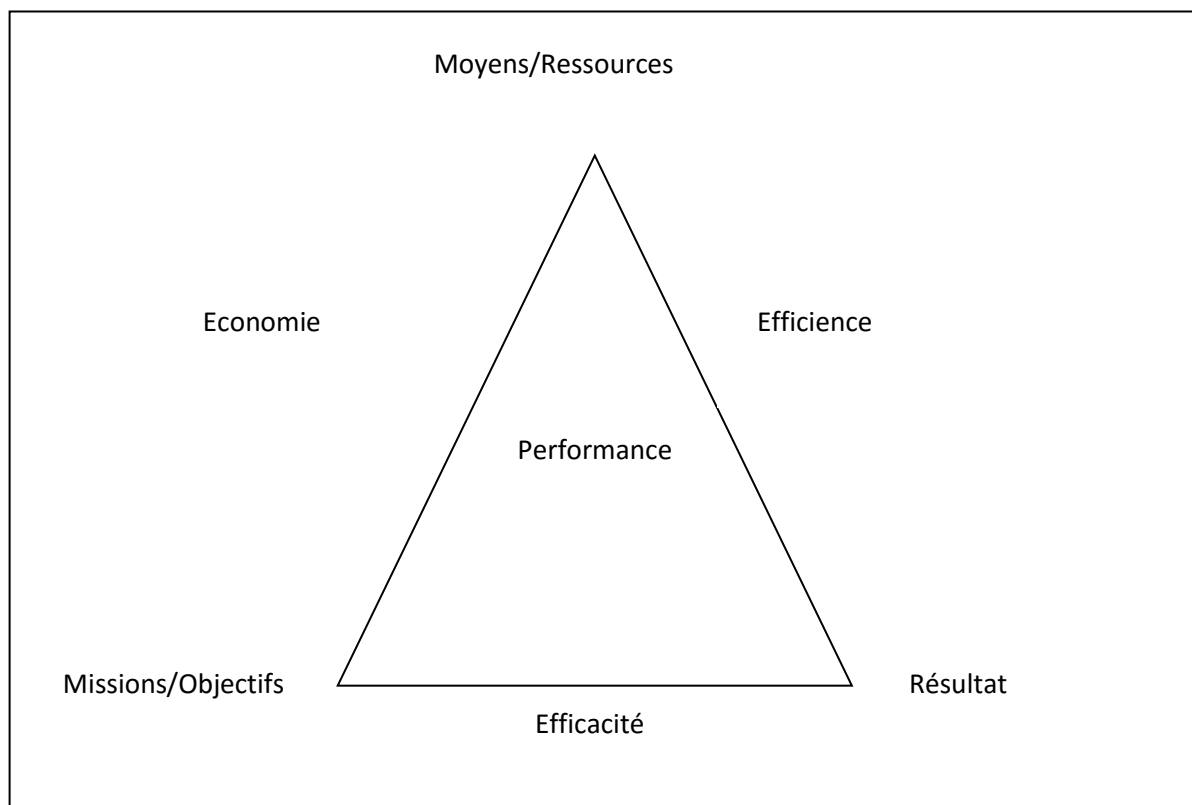 Moyens/Ressources
Economie
Efficience
Performance
Missions/Objectifs
Résultat
Efficacité